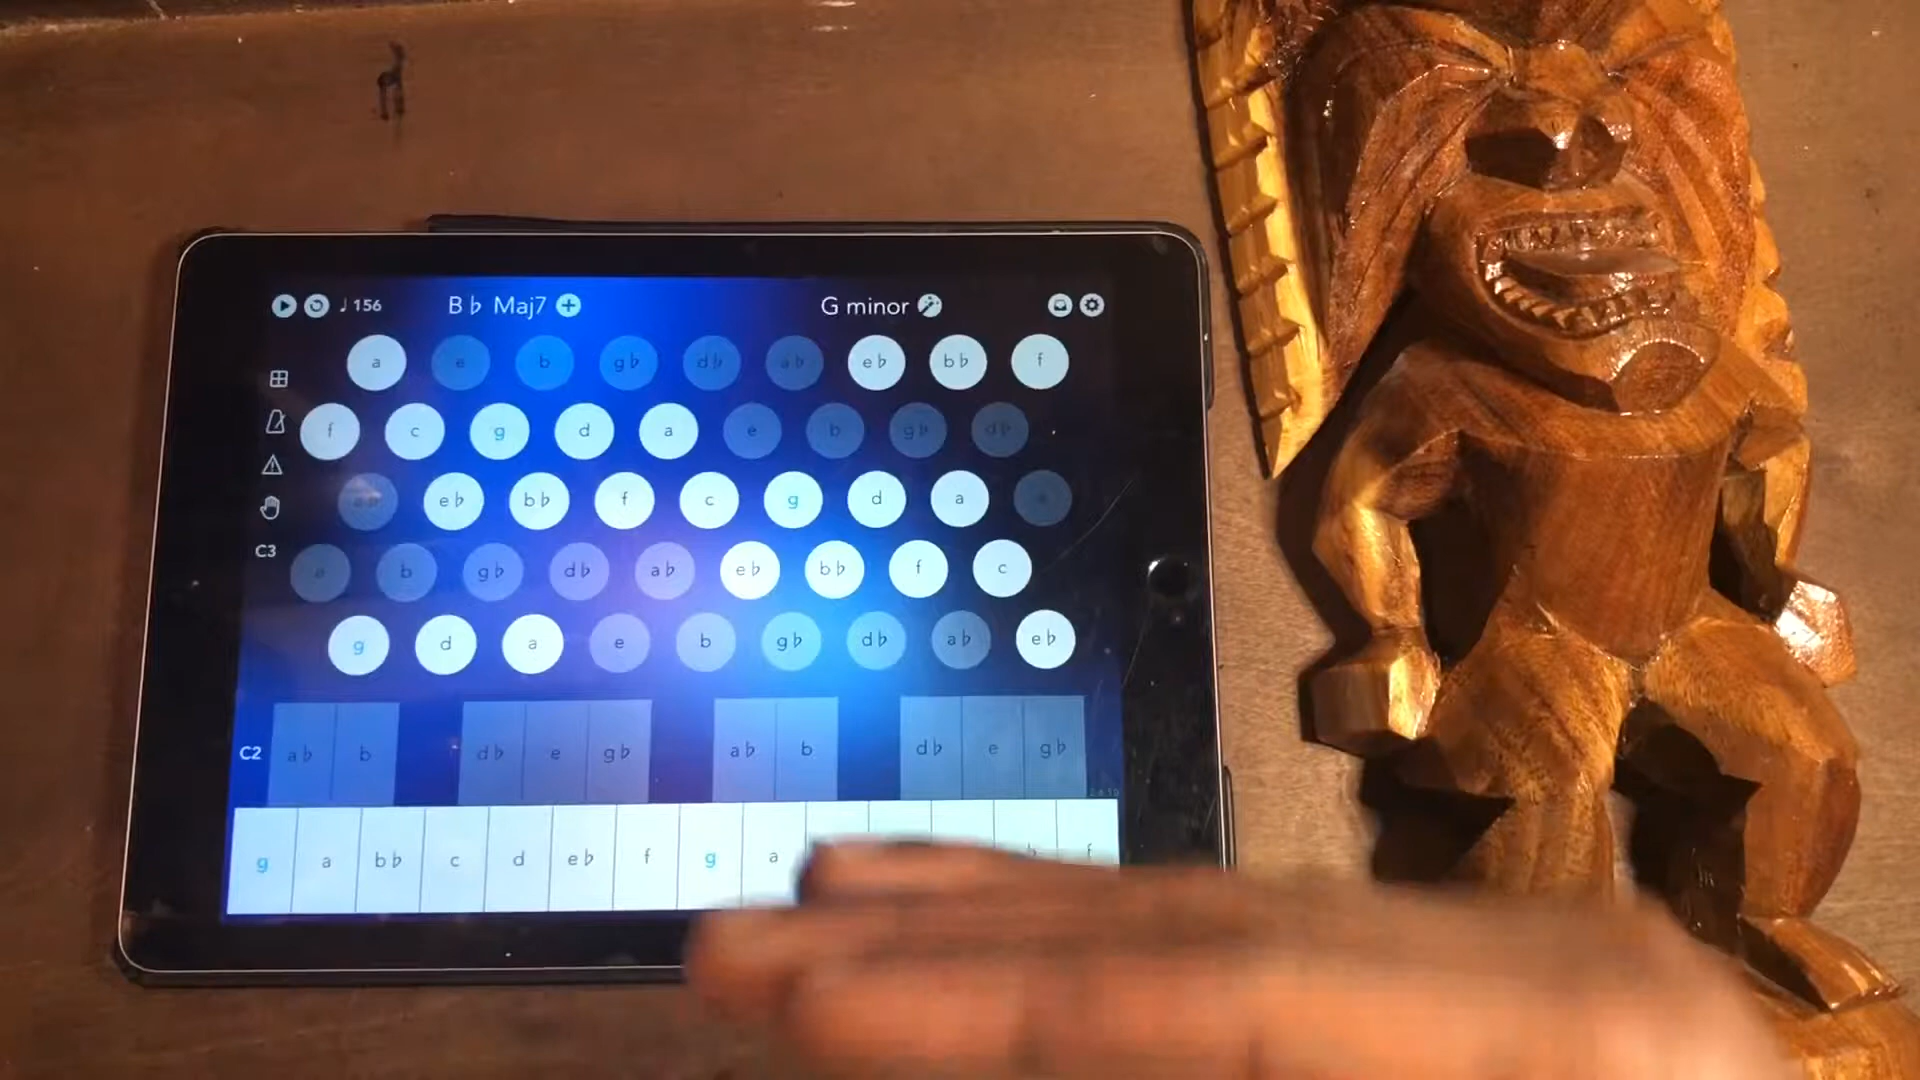 ♩ 156 B♭ Maj7 G minor
a e b g♭ d♭ a♭ e♭ b♭ f
f c g d a e b g♭ d♭
a♭ e♭ b♭ f c g d a e
C3
e b g♭ d♭ a♭ e♭ b♭ f c
g d a e b g♭ d♭ a♭ e♭
C2 a♭ b d♭ e g♭ a♭ b d♭ e g♭
g a b♭ c d e♭ f g a f